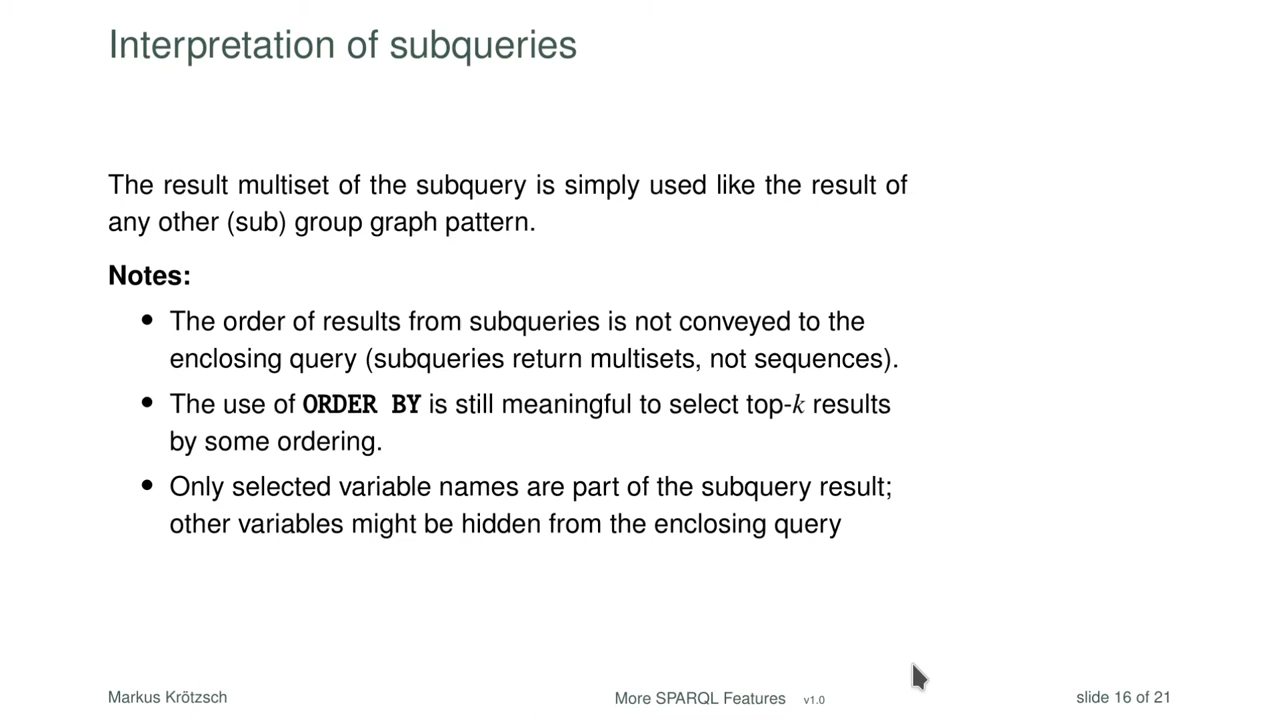 Interpretation of subqueries
The result multiset of the subquery is simply used like the result of
any other (sub) group graph pattern.
Notes:
• The order of results from subqueries is not conveyed to the
enclosing query (subqueries return multisets, not sequences).
• The use of ORDER BY is still meaningful to select top-k results
by some ordering.
• Only selected variable names are part of the subquery result;
other variables might be hidden from the enclosing query
Markus Krötzsch More SPARQL Features v1.0 slide 16 of 21